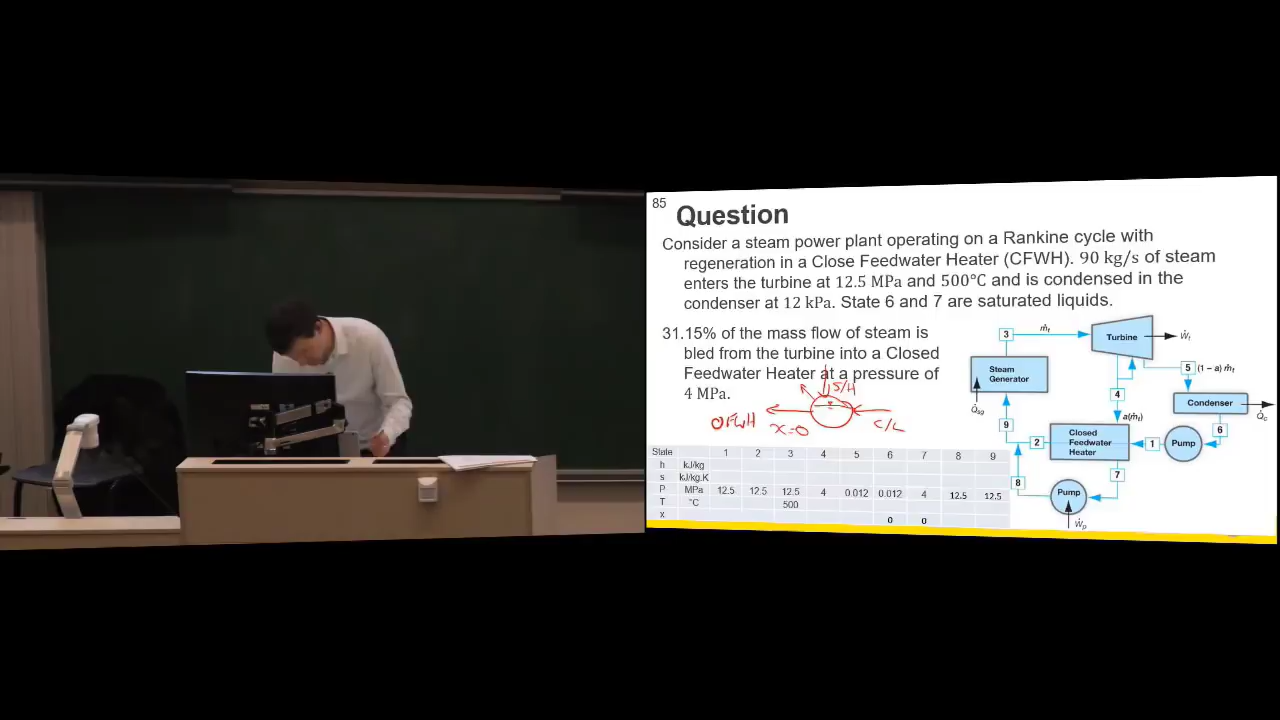 85
Question
Consider a steam power plant operating on a Rankine cycle with
regeneration in a Close Feedwater Heater (CFWH). 90 kg/s of steam
enters the turbine at 12.5 MPa and 500°C and is condensed in the
condenser at 12 kPa. State 6 and 7 are saturated liquids.
31.15% of the mass flow of steam is
bled from the turbine into a Closed
Feedwater Heater at a pressure of
4 MPa.
S/H
OFWH
x=0
C/L
3
ṁt
Turbine
Ẇt
Steam
Generator
Q̇sg
5
(1 − a) ṁt
4
Condenser
Q̇c
a(ṁt)
9
6
2
Closed
Feedwater
Heater
1
Pump
7
8
Pump
Ẇp
State 1 2 3 4 5 6 7 8 9
h kJ/kg
s kJ/kg.K
P MPa 12.5 12.5 12.5 4 0.012 0.012 4 12.5 12.5
T °C 500
x 0 0